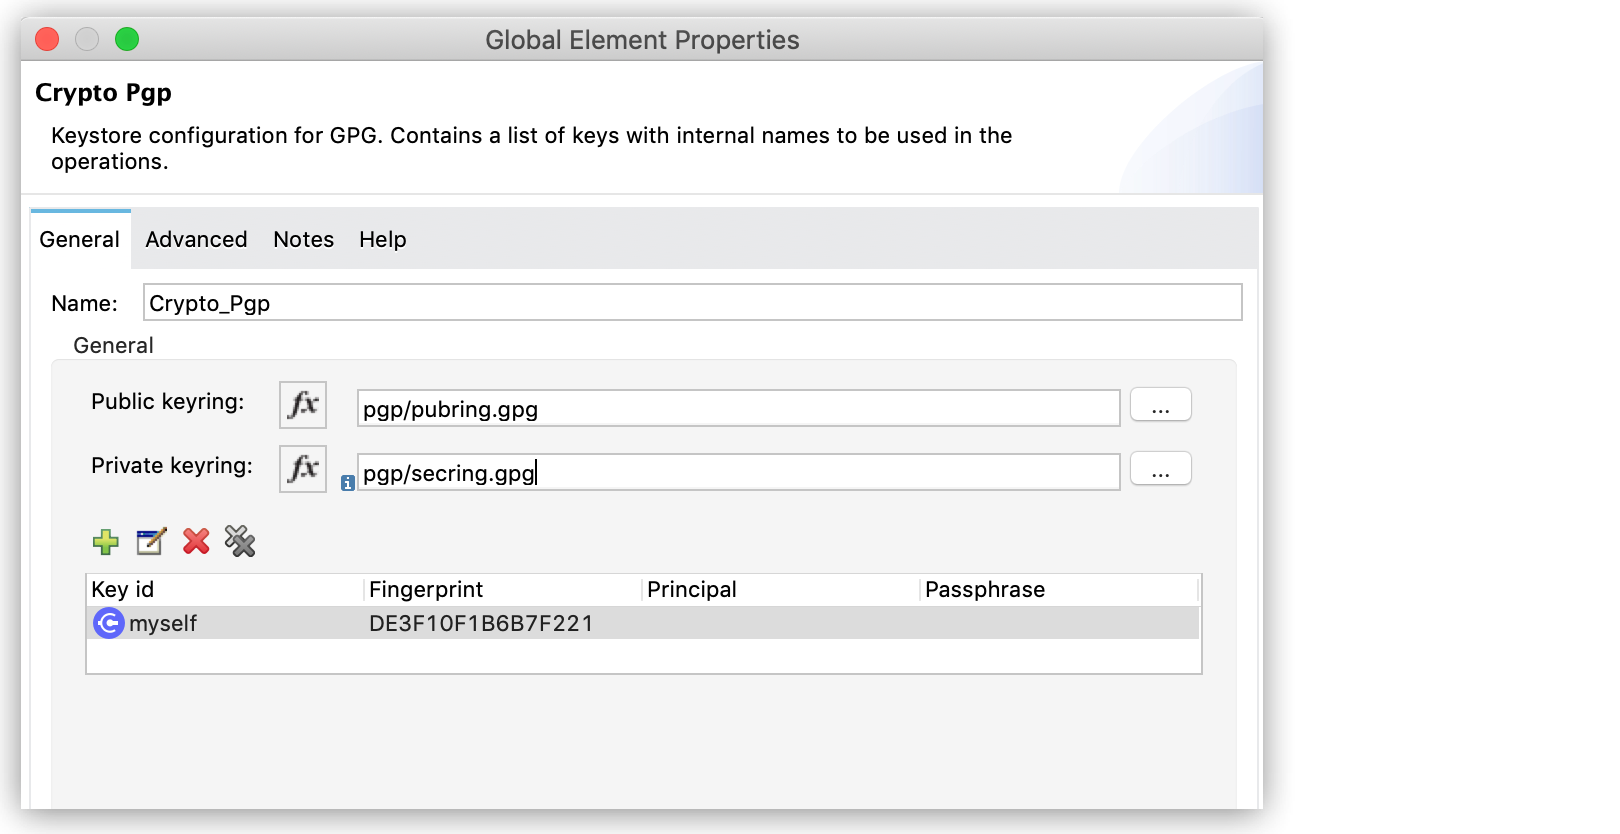 Global Element Properties
Crypto Pgp
Keystore configuration for GPG. Contains a list of keys with internal names to be used in the
operations.
General Advanced Notes Help
Name: Crypto_Pgp
General
Public keyring: fx pgp/pubring.gpg ...
Private keyring: fx i pgp/secring.gpg ...
Key id Fingerprint Principal Passphrase
myself DE3F10F1B6B7F221